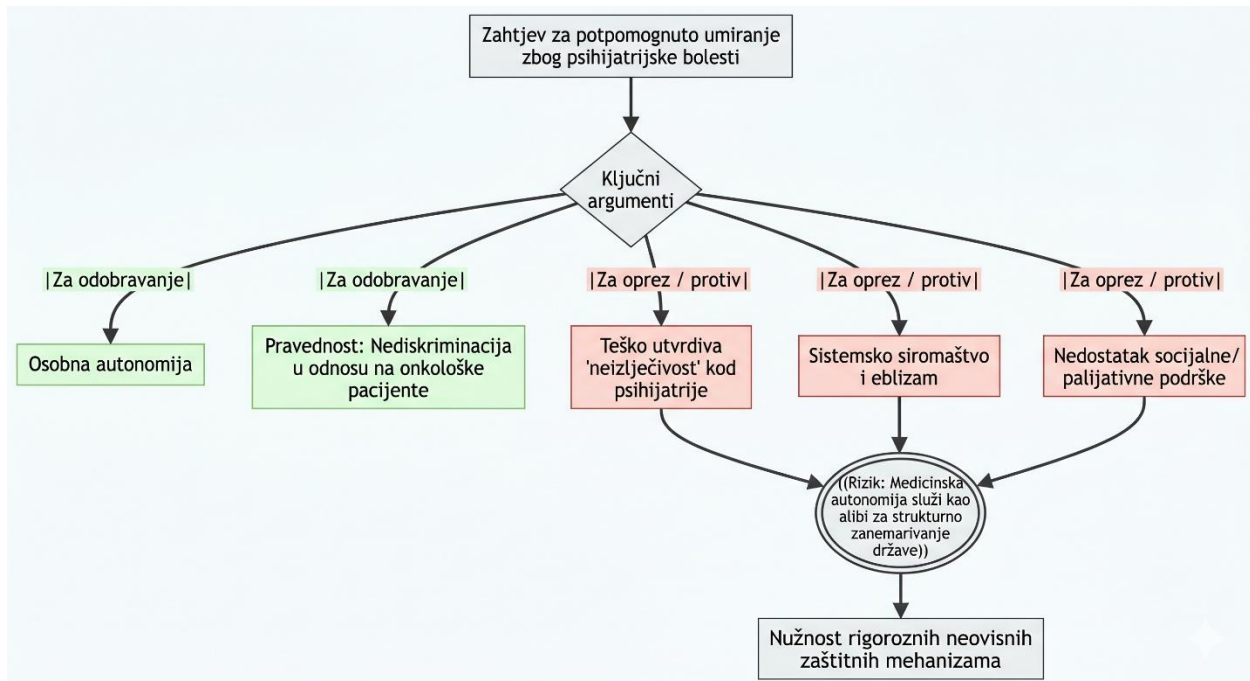 Zahtjev za potpomognuto umiranje
zbog psihijatrijske bolesti
Ključni
argumenti
|Za odobravanje|
|Za odobravanje|
|Za oprez / protiv|
|Za oprez / protiv|
|Za oprez / protiv|
Osobna autonomija
Pravednost: Nediskriminacija
u odnosu na onkološke
pacijente
Teško utvrdiva
'neizlječivost' kod
psihijatrije
Sistemsko siromaštvo
i eblizam
Nedostatak socijalne/
palijativne podrške
((Rizik: Medicinska
autonomija služi kao
alibi za strukturno
zanemarivanje
države))
Nužnost rigoroznih neovisnih
zaštitnih mehanizama